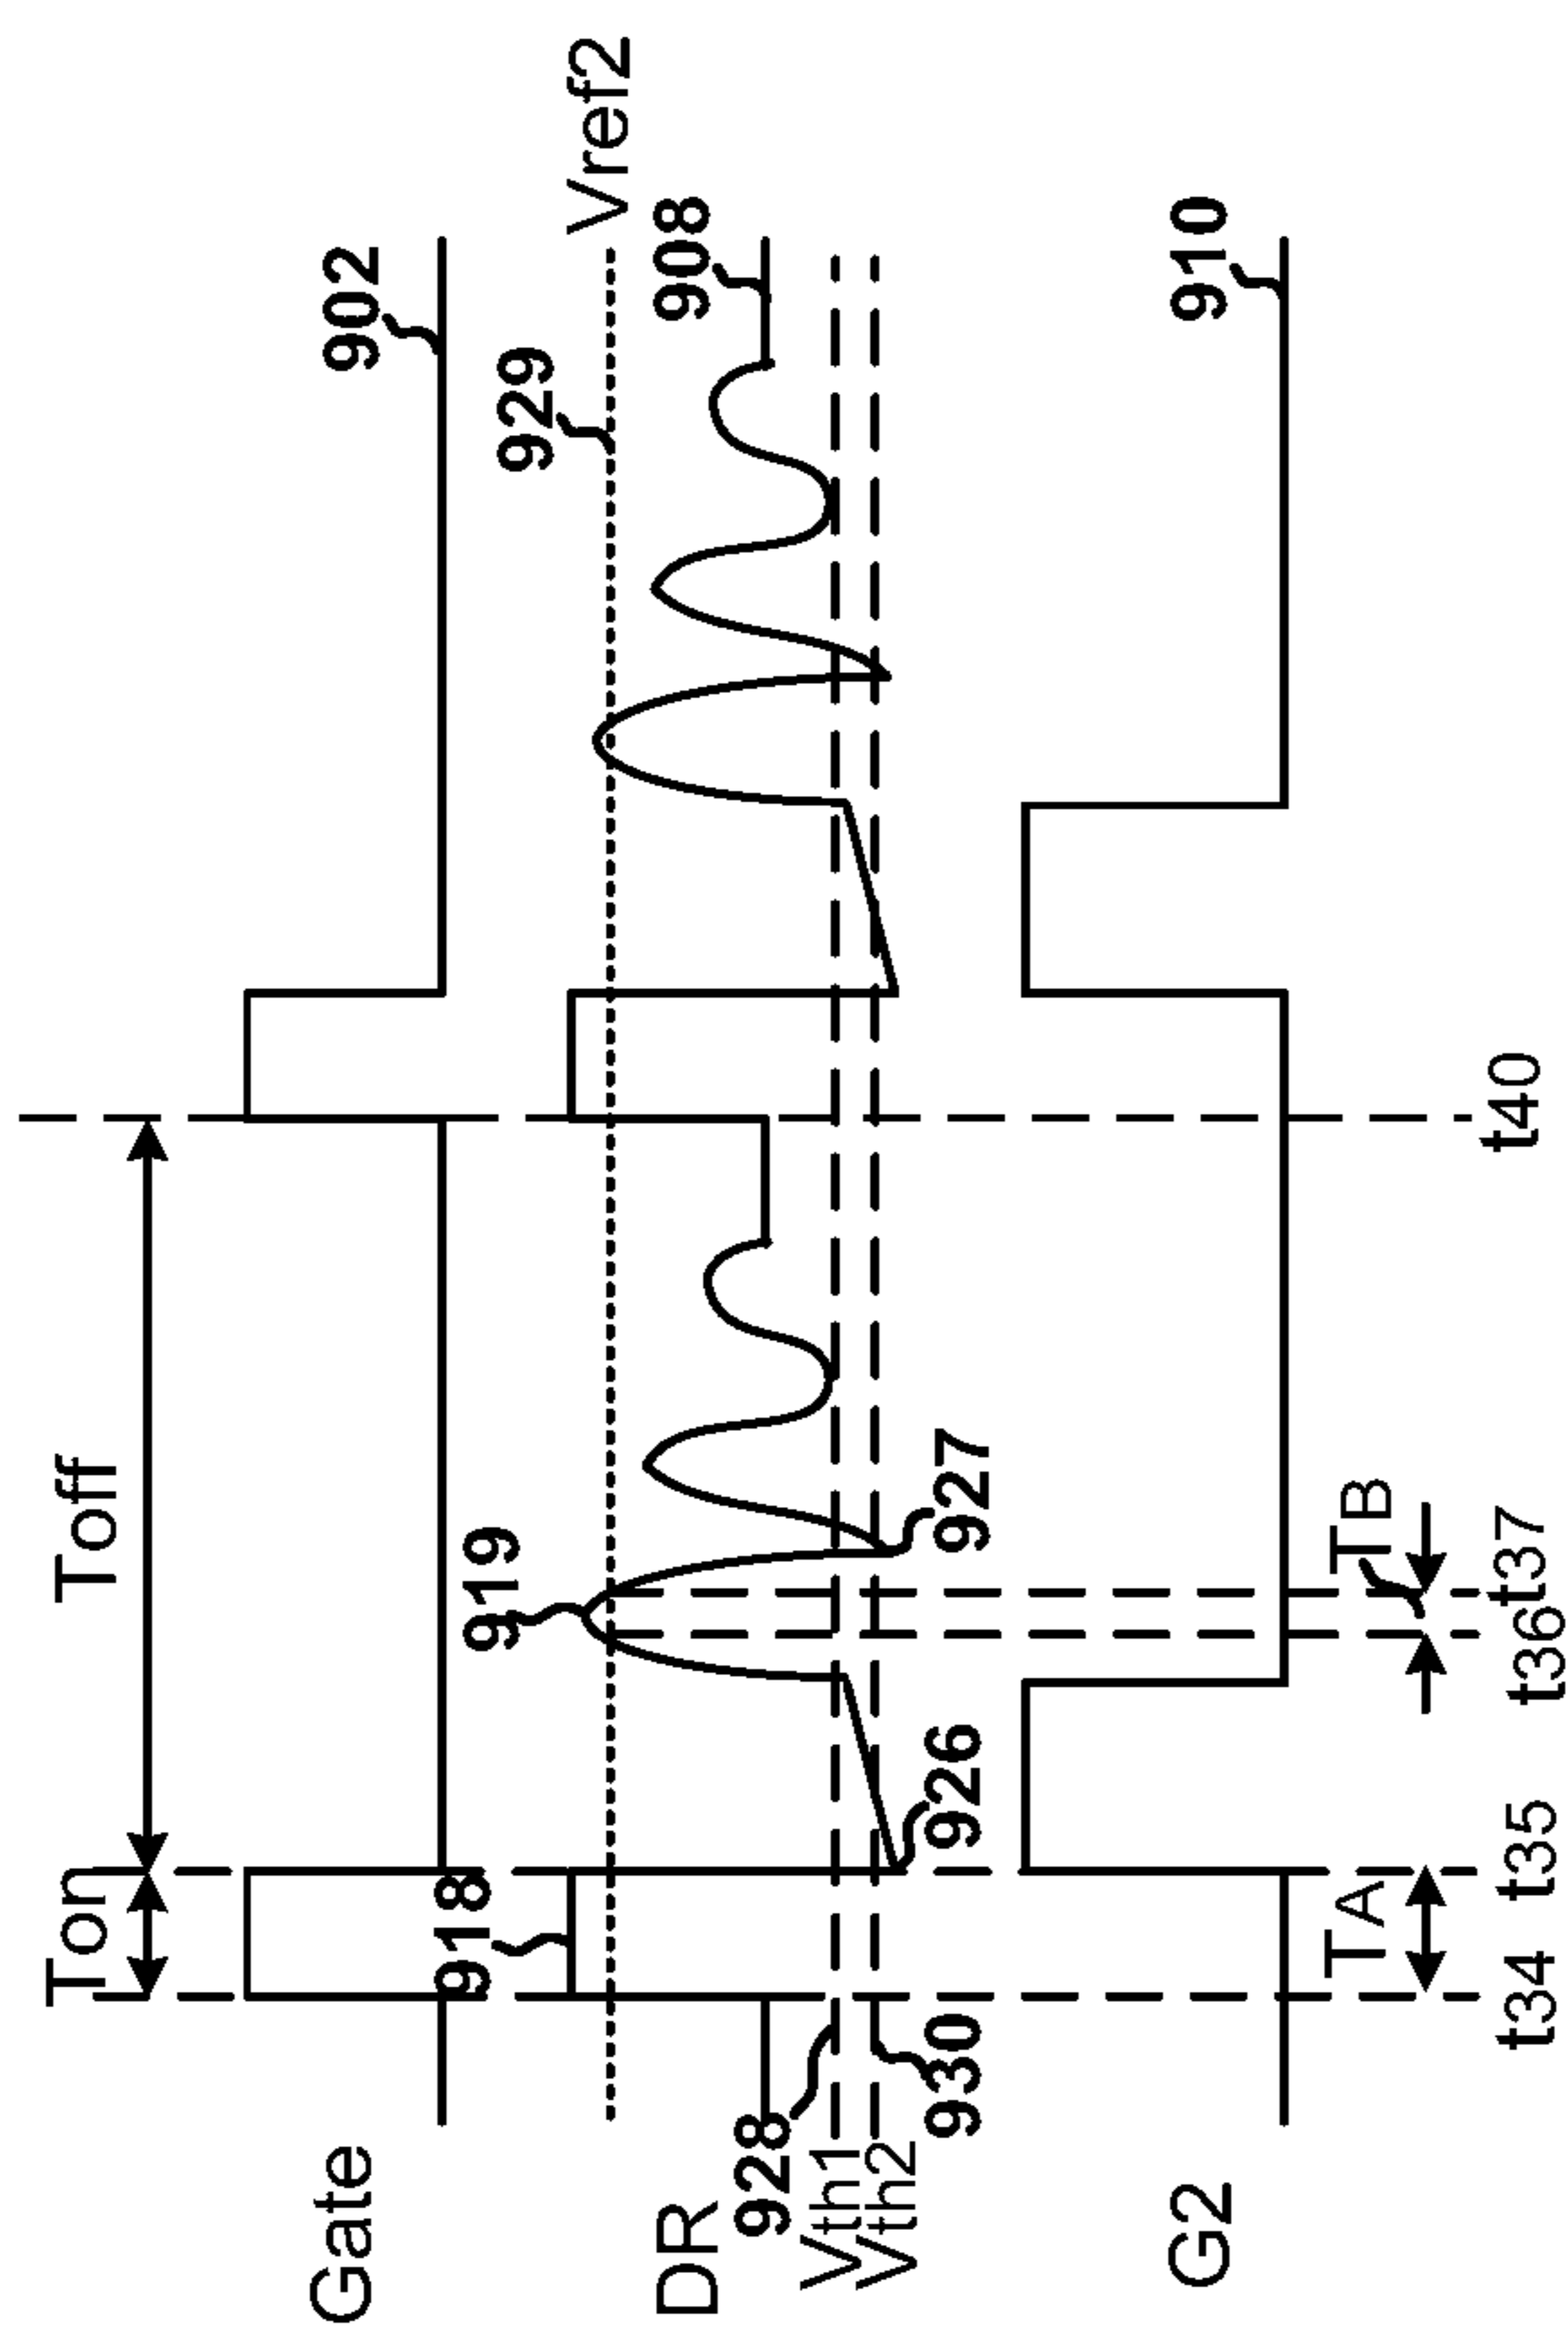 Ton
Toff
Gate
902
Vref2
918
919
929
DR
908
928
Vth1
Vth2
930
926
927
G2
910
TA
TB
t34
t35
t36
t37
t40